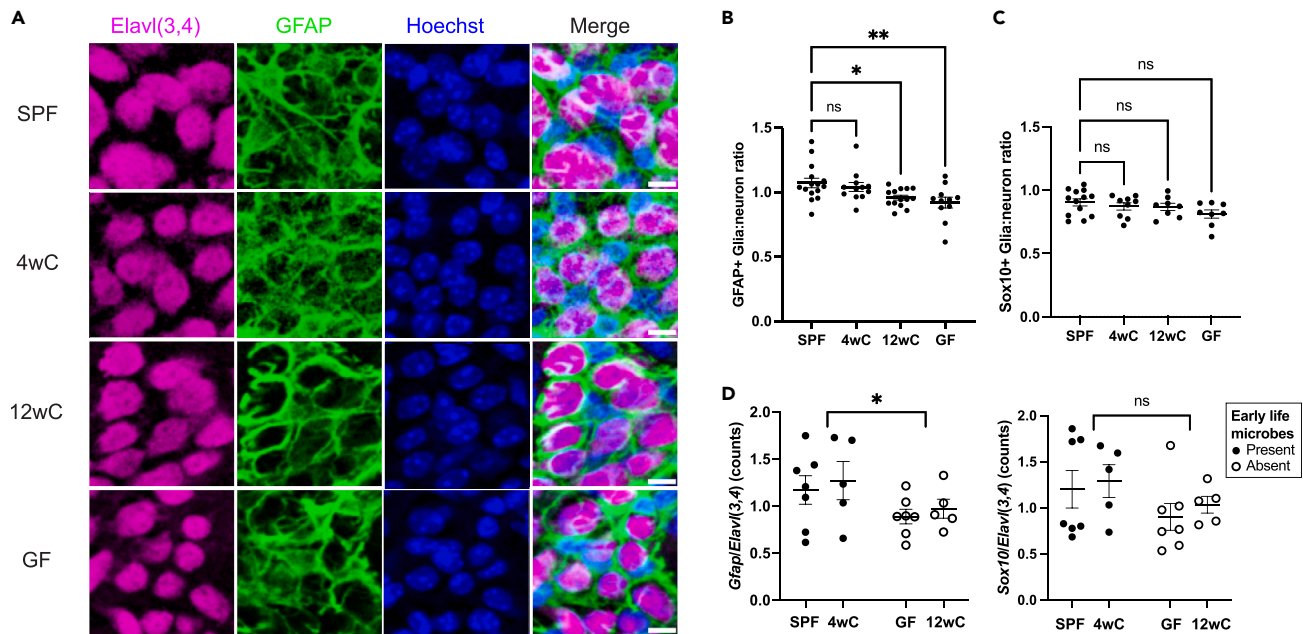 A
Elavl(3,4) GFAP Hoechst Merge
SPF
4wC
12wC
GF
B
**
*
ns
1.5
1.0
0.5
0.0
GFAP+ Glia:neuron ratio
SPF 4wC 12wC GF
C
ns
ns
ns
1.5
1.0
0.5
0.0
Sox10+ Glia:neuron ratio
SPF 4wC 12wC GF
D
*
2.0
1.5
1.0
0.5
0.0
Gfap/Elavl(3,4) (counts)
SPF 4wC GF 12wC
ns
2.0
1.5
1.0
0.5
0.0
Sox10/Elavl(3,4) (counts)
SPF 4wC GF 12wC
Early life
microbes
Present
Absent